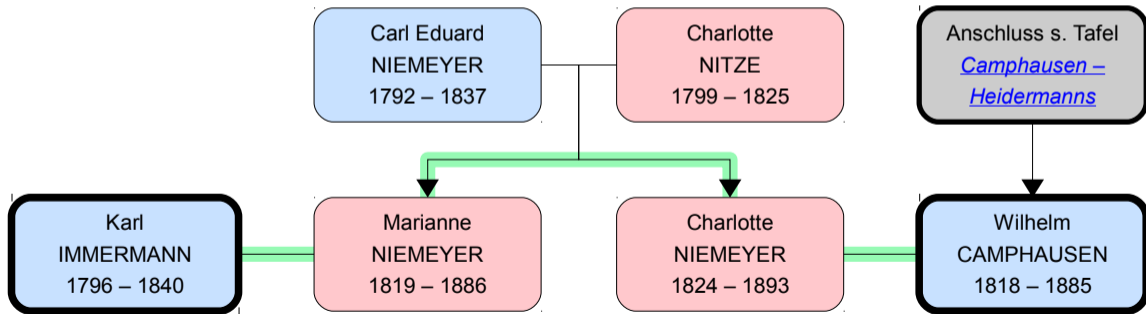 Carl Eduard
NIEMEYER
1792 – 1837
Charlotte
NITZE
1799 – 1825
Anschluss s. Tafel
Camphausen –
Heidermanns
Karl
IMMERMANN
1796 – 1840
Marianne
NIEMEYER
1819 – 1886
Charlotte
NIEMEYER
1824 – 1893
Wilhelm
CAMPHAUSEN
1818 – 1885